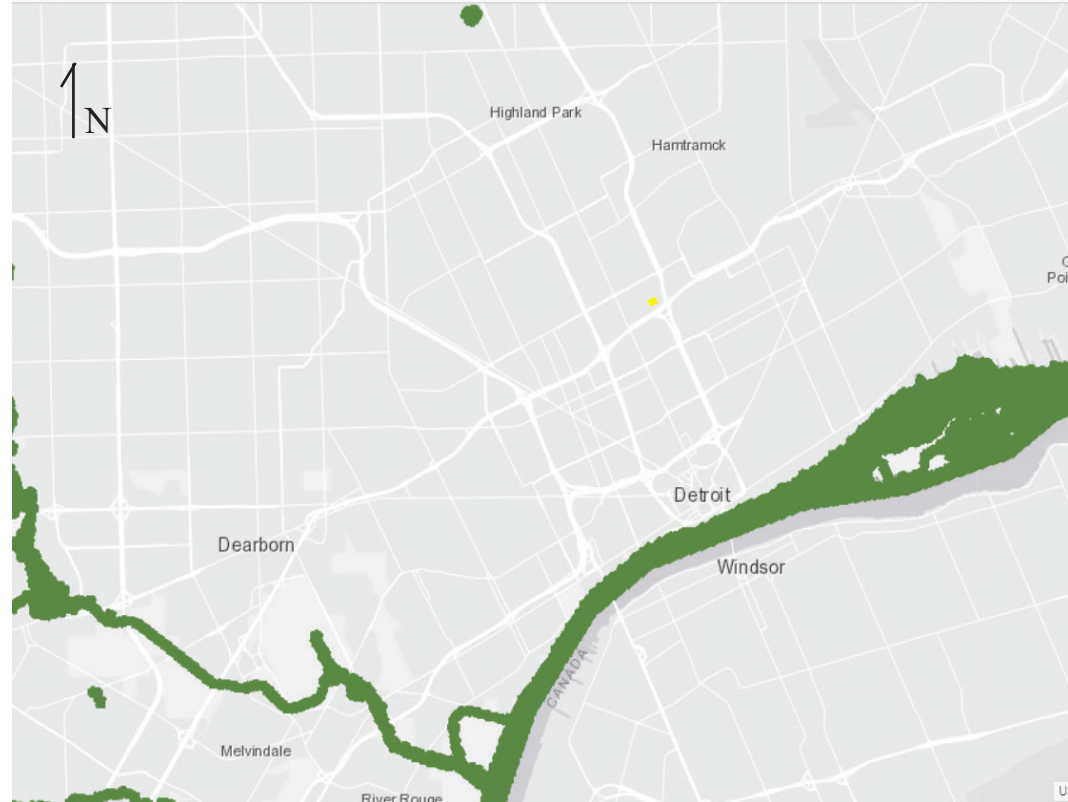 N
Highland Park
Hamtramck
Detroit
Dearborn
Windsor
CANADA
Melvindale
River Rouge